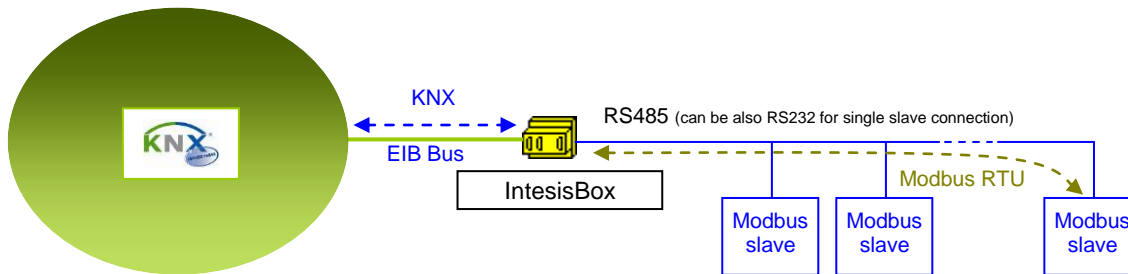 KNX
KNX
EIB Bus
RS485 (can be also RS232 for single slave connection)
IntesisBox
Modbus RTU
Modbus
slave
Modbus
slave
Modbus
slave